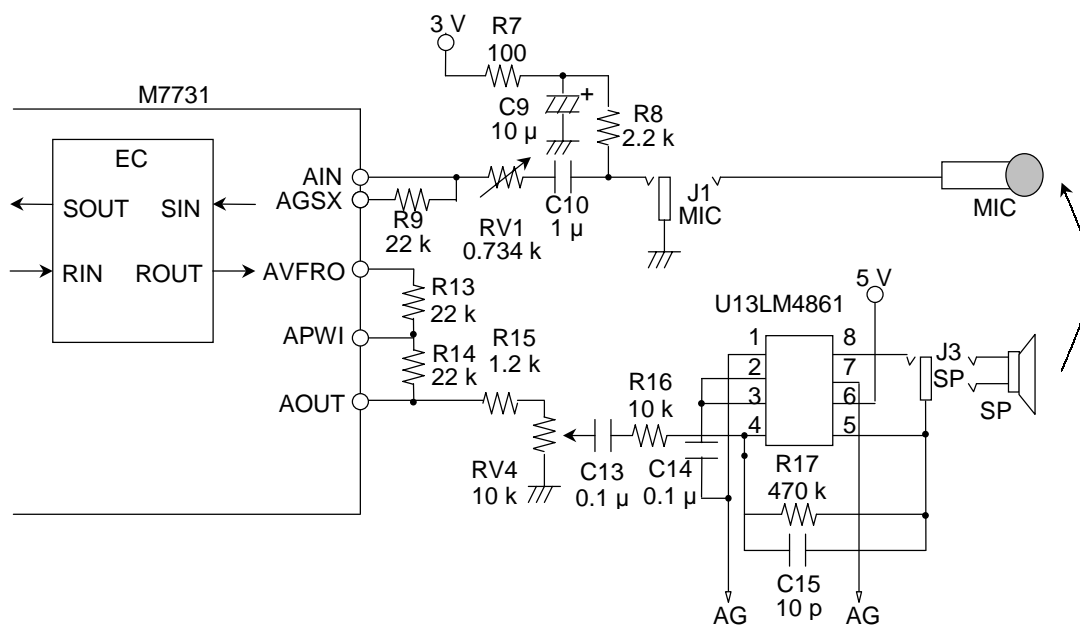 3 V
R7
100
M7731
C9
10 µ
+
R8
2.2 k
EC
SOUT
SIN
RIN
ROUT
AIN
AGSX
R9
22 k
RV1
0.734 k
C10
1 µ
J1
MIC
MIC
AVFRO
R13
22 k
APWI
R14
22 k
R15
1.2 k
AOUT
RV4
10 k
C13
0.1 µ
R16
10 k
C14
0.1 µ
U13LM4861
5 V
1
2
3
4
8
7
6
5
J3
SP
SP
R17
470 k
C15
10 p
AG
AG